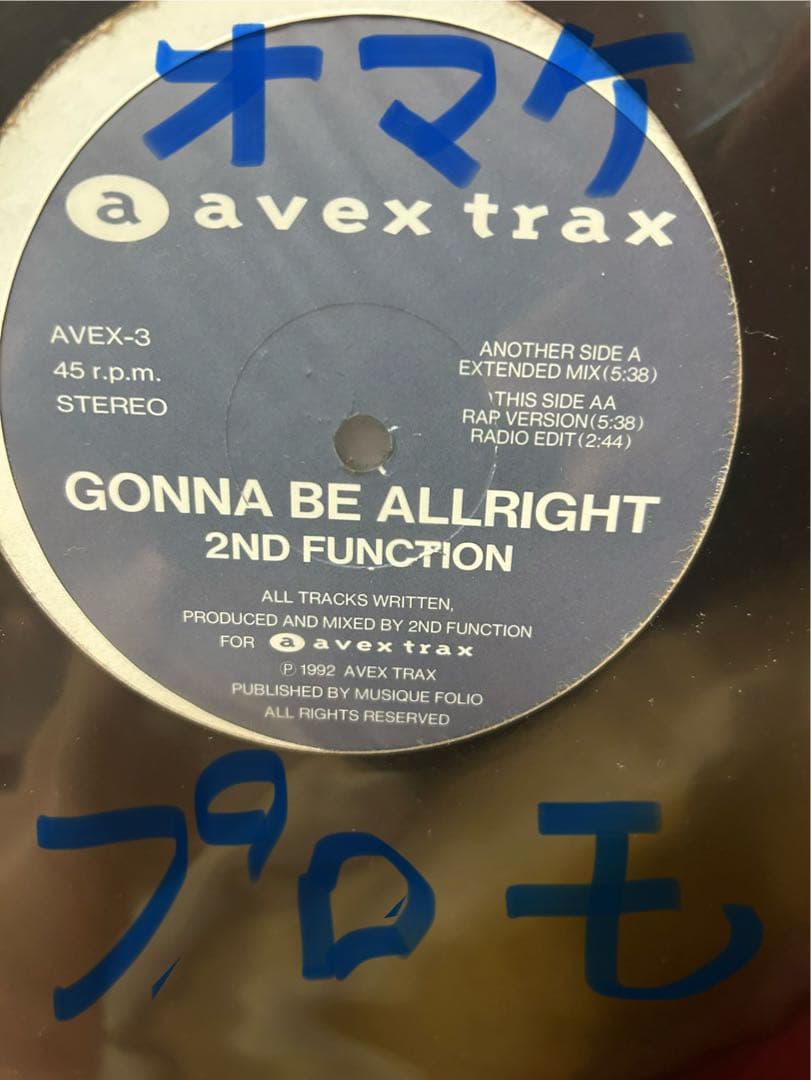 オマケ
a avex trax
AVEX-3
45 r.p.m.
STEREO
ANOTHER SIDE A
EXTENDED MIX(5:38)
THIS SIDE AA
RAP VERSION(5:38)
RADIO EDIT(2:44)
GONNA BE ALLRIGHT
2ND FUNCTION
ALL TRACKS WRITTEN,
PRODUCED AND MIXED BY 2ND FUNCTION
FOR a avex trax
Ⓟ 1992 AVEX TRAX
PUBLISHED BY MUSIQUE FOLIO
ALL RIGHTS RESERVED
プロモ